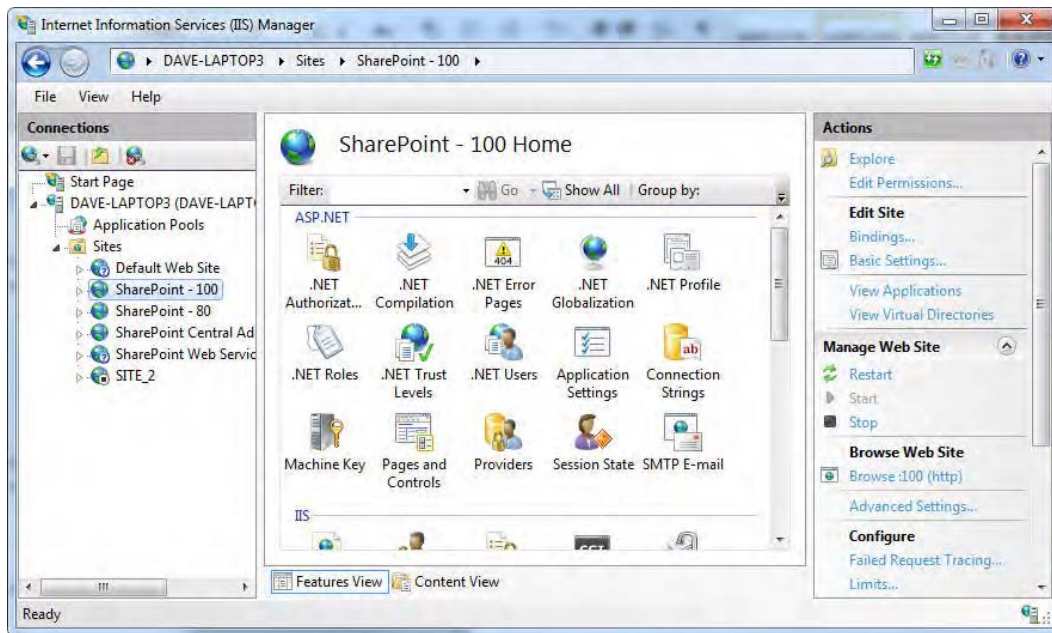 Internet Information Services (IIS) Manager
DAVE-LAPTOP3 Sites SharePoint - 100
File View Help
Connections
Start Page
DAVE-LAPTOP3 (DAVE-LAPT
Application Pools
Sites
Default Web Site
SharePoint - 100
SharePoint - 80
SharePoint Central Ad
SharePoint Web Servic
SITE_2
SharePoint - 100 Home
Filter: Go Show All Group by:
ASP.NET
.NET Authorizat...
404
.NET Compilation
.NET Error Pages
.NET Globalization
.NET Profile
.NET Roles
.NET Trust Levels
.NET Users
Application Settings
ab
Connection Strings
Machine Key
Pages and Controls
Providers
Session State
SMTP E-mail
IIS
Features View Content View
Actions
Explore
Edit Permissions...
Edit Site
Bindings...
Basic Settings...
View Applications
View Virtual Directories
Manage Web Site
Restart
Start
Stop
Browse Web Site
Browse :100 (http)
Advanced Settings...
Configure
Failed Request Tracing...
Limits...
Ready